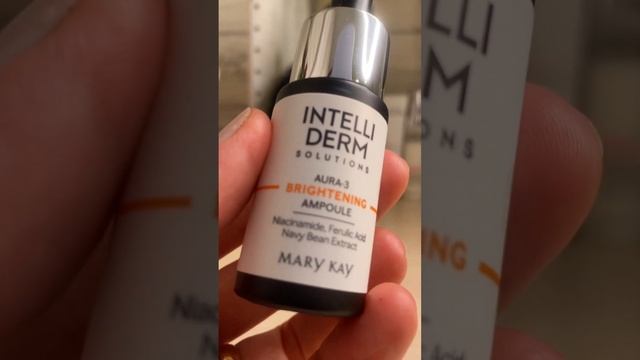 INTELLI
DERM
SOLUTIONS
AURA-3
BRIGHTENING
AMPOULE
Niacinamide, Ferulic Acid
Navy Bean Extract
MARY KAY